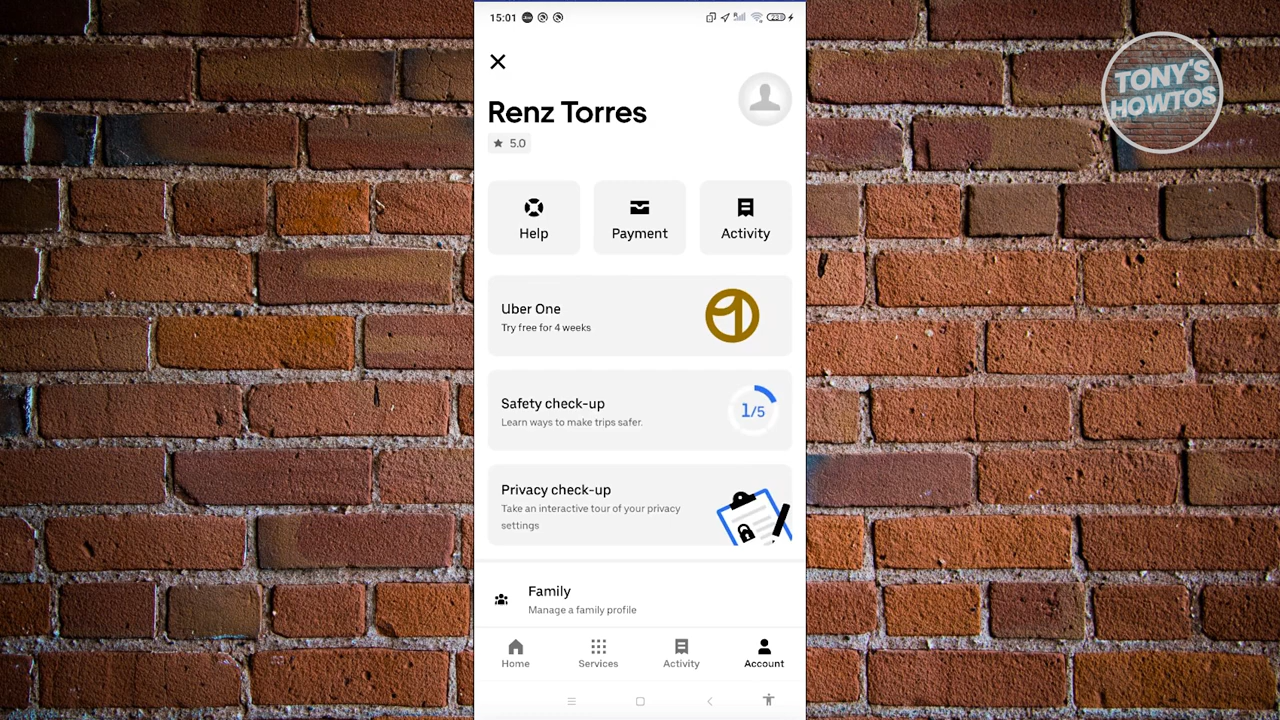 15:01
23
TONY'S
HOWTOS
Renz Torres
5.0
Help
Payment
Activity
Uber One
Try free for 4 weeks
Safety check-up
Learn ways to make trips safer.
1/5
Privacy check-up
Take an interactive tour of your privacy
settings
Family
Manage a family profile
Home
Services
Activity
Account